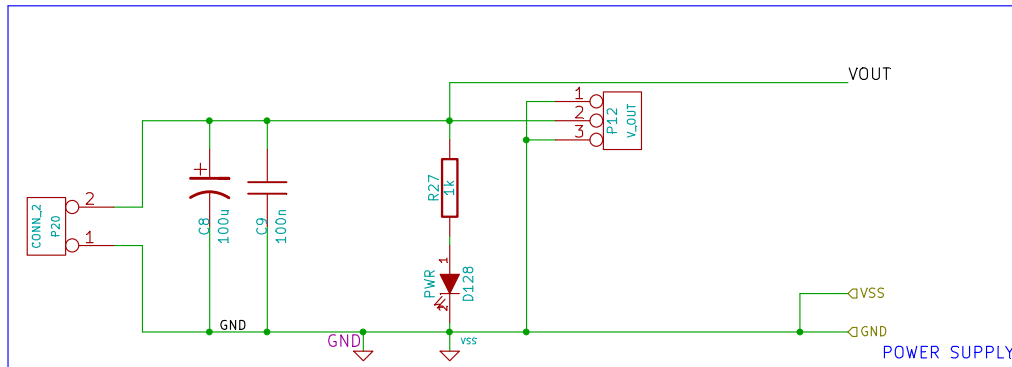 VOUT
1
2
3
P12
V_OUT
R27
1k
CONN_2
P20
2
1
+
C8
100u
C9
100n
PWR
1
2
D128
GND
GND
VSS
VSS
GND
POWER SUPPLY